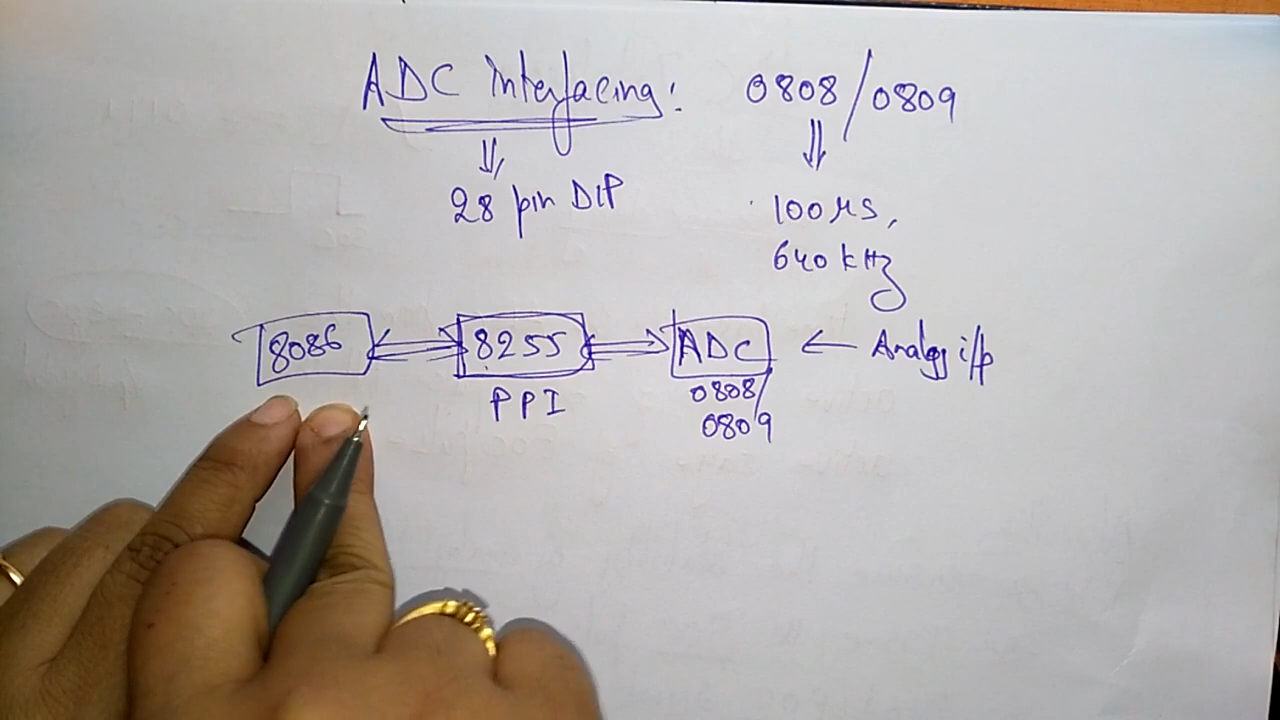 ADC interfacing: 0808/0809
28 pin DIP
100 μs,
640 kHz
8086 8255 ADC ← Analog i/p
PPI 0808/
0809